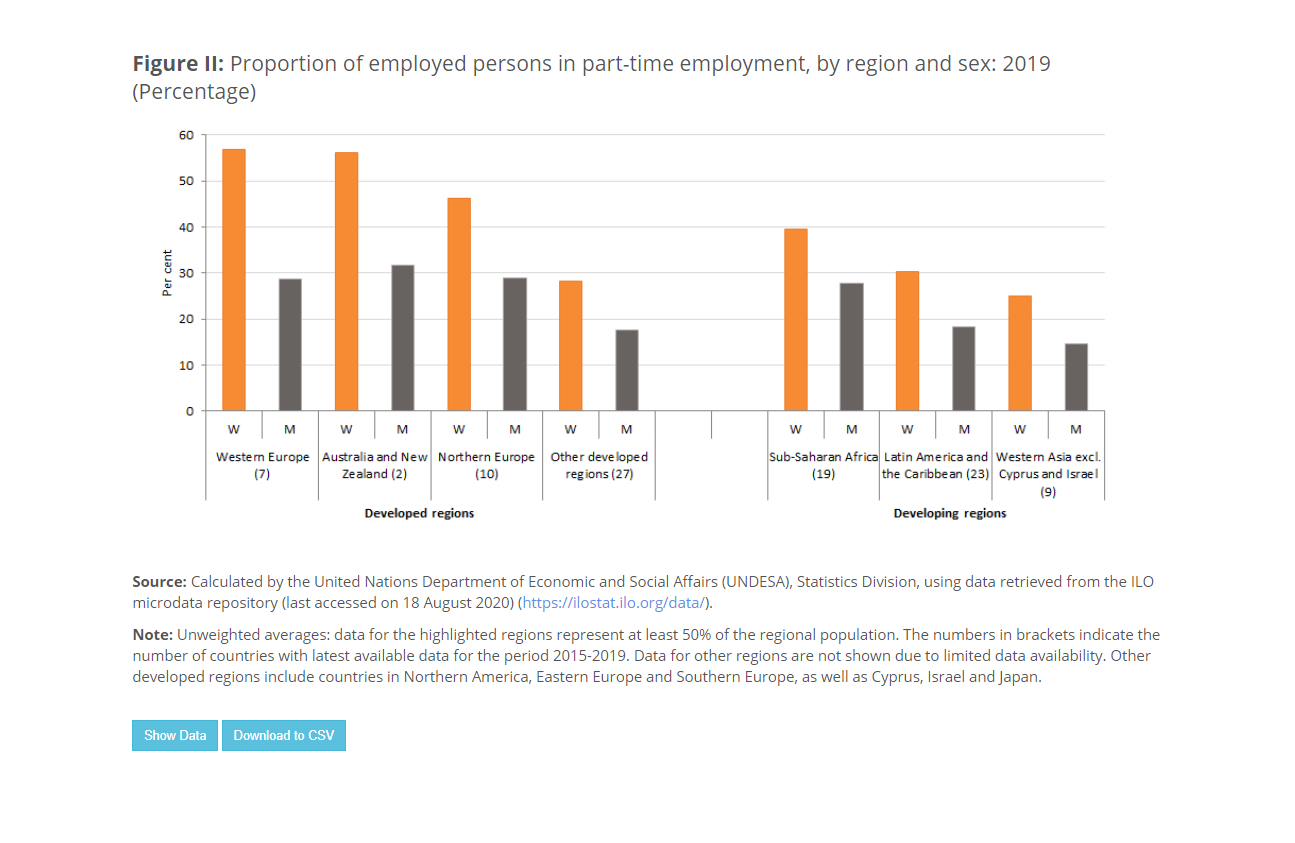 Figure II: Proportion of employed persons in part-time employment, by region and sex: 2019
(Percentage)
60
50
40
30
20
10
0
Per cent
W M W M W M W M W M W M W M
Western Europe (7)
Australia and New Zealand (2)
Northern Europe (10)
Other developed regions (27)
Sub-Saharan Africa (19)
Latin America and the Caribbean (23)
Western Asia excl. Cyprus and Israel (9)
Developed regions
Developing regions
Source: Calculated by the United Nations Department of Economic and Social Affairs (UNDESA), Statistics Division, using data retrieved from the ILO
microdata repository (last accessed on 18 August 2020) (https://ilostat.ilo.org/data/).
Note: Unweighted averages: data for the highlighted regions represent at least 50% of the regional population. The numbers in brackets indicate the
number of countries with latest available data for the period 2015-2019. Data for other regions are not shown due to limited data availability. Other
developed regions include countries in Northern America, Eastern Europe and Southern Europe, as well as Cyprus, Israel and Japan.
Show Data
Download to CSV